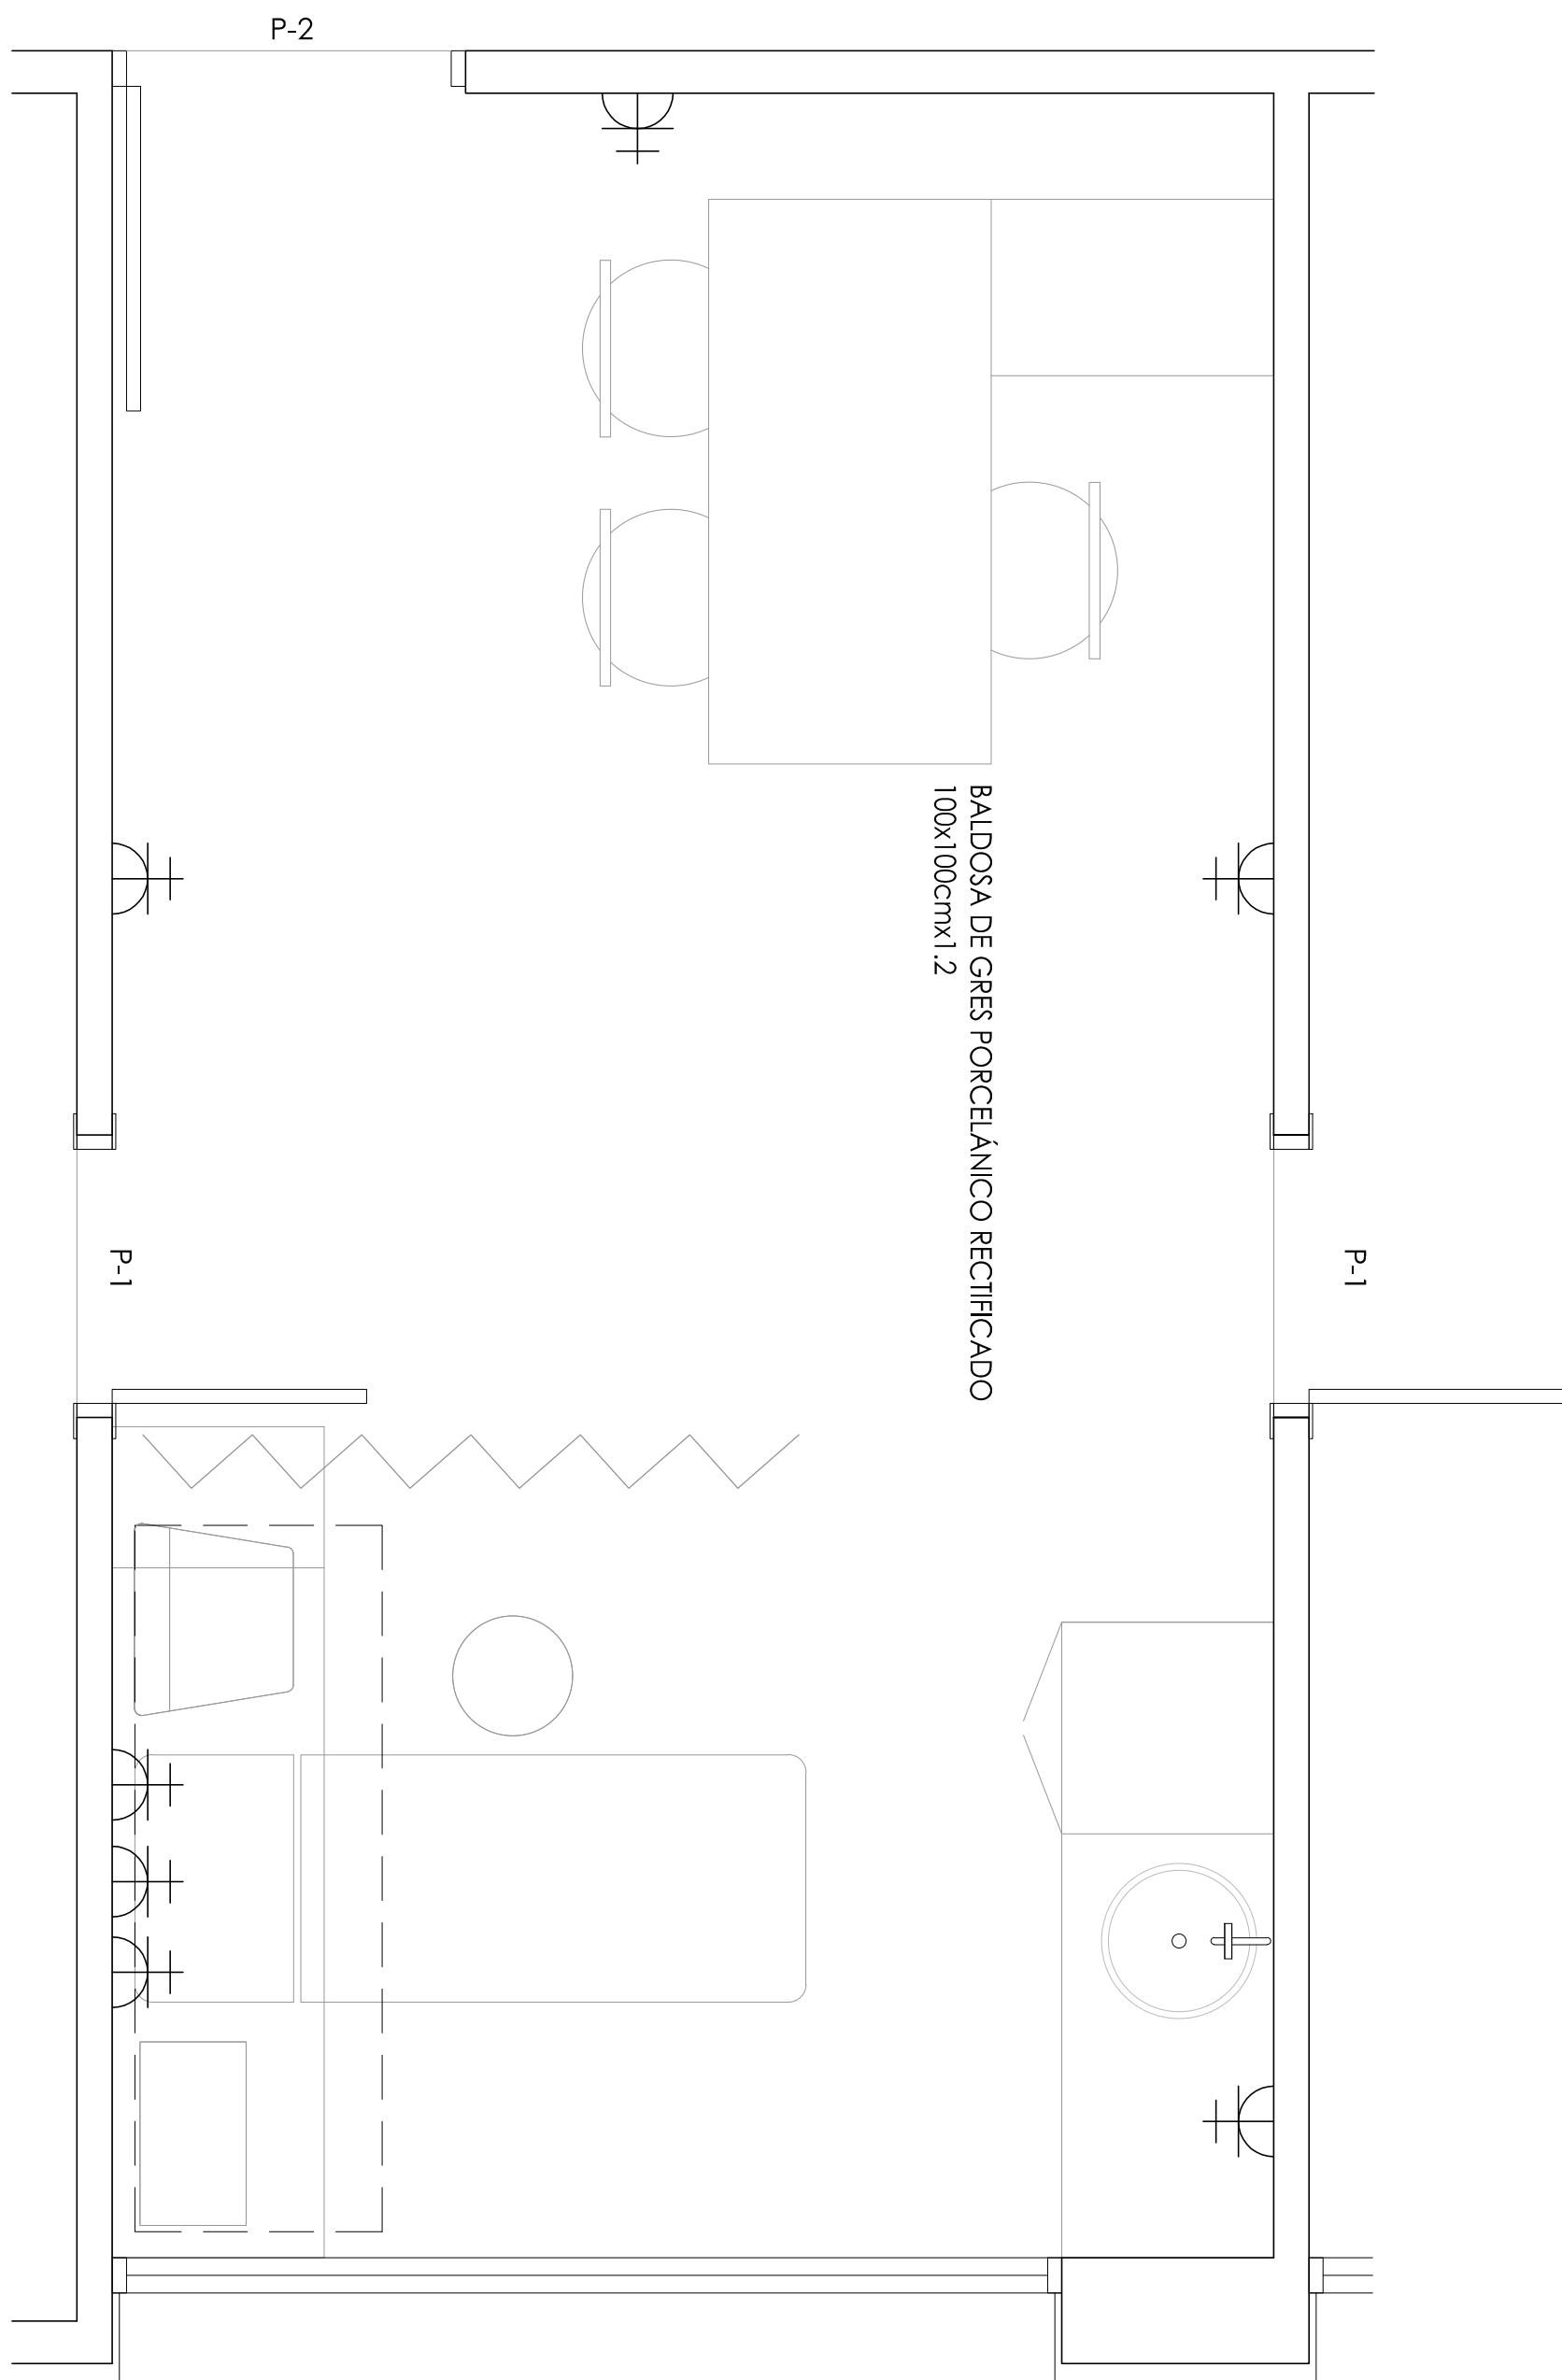 P-2
BALDOSA DE GRES PORCELÁNICO RECTIFICADO
100x100cmx1.2
P-1
P-1